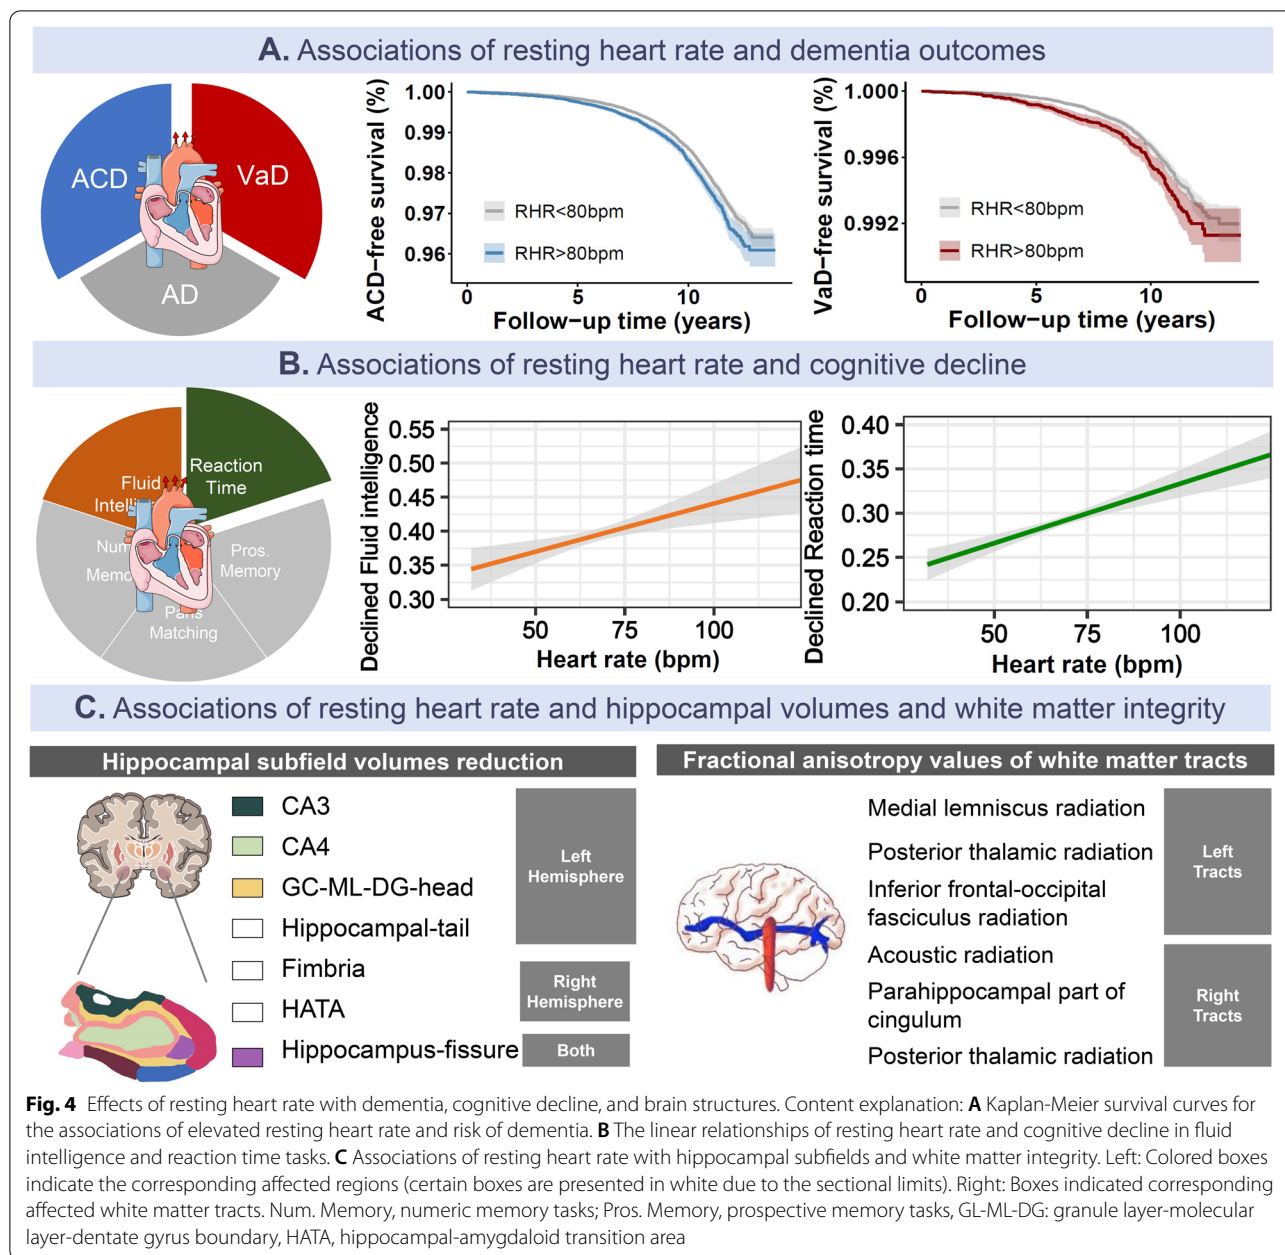 A. Associations of resting heart rate and dementia outcomes
ACD
VaD
AD
ACD-free survival (%)
1.00
0.99
0.98
0.97
0.96
RHR<80bpm
RHR>80bpm
0
5
10
Follow-up time (years)
VaD-free survival (%)
1.000
0.996
0.992
RHR<80bpm
RHR>80bpm
0
5
10
Follow-up time (years)
B. Associations of resting heart rate and cognitive decline
Reaction
Time
Fluid
Intelli
Num
Memo
Pros.
Memory
Pairs
Matching
Declined Fluid intelligence
0.55
0.50
0.45
0.40
0.35
0.30
50
75
100
Heart rate (bpm)
Declined Reaction time
0.40
0.35
0.30
0.25
0.20
50
75
100
Heart rate (bpm)
C. Associations of resting heart rate and hippocampal volumes and white matter integrity
Hippocampal subfield volumes reduction
CA3
CA4
GC-ML-DG-head
Hippocampal-tail
Fimbria
HATA
Hippocampus-fissure
Left
Hemisphere
Right
Hemisphere
Both
Fractional anisotropy values of white matter tracts
Medial lemniscus radiation
Posterior thalamic radiation
Inferior frontal-occipital
fasciculus radiation
Acoustic radiation
Parahippocampal part of
cingulum
Posterior thalamic radiation
Left
Tracts
Right
Tracts
Fig. 4 Effects of resting heart rate with dementia, cognitive decline, and brain structures. Content explanation: A Kaplan-Meier survival curves for
the associations of elevated resting heart rate and risk of dementia. B The linear relationships of resting heart rate and cognitive decline in fluid
intelligence and reaction time tasks. C Associations of resting heart rate with hippocampal subfields and white matter integrity. Left: Colored boxes
indicate the corresponding affected regions (certain boxes are presented in white due to the sectional limits). Right: Boxes indicated corresponding
affected white matter tracts. Num. Memory, numeric memory tasks; Pros. Memory, prospective memory tasks, GL-ML-DG: granule layer-molecular
layer-dentate gyrus boundary, HATA, hippocampal-amygdaloid transition area